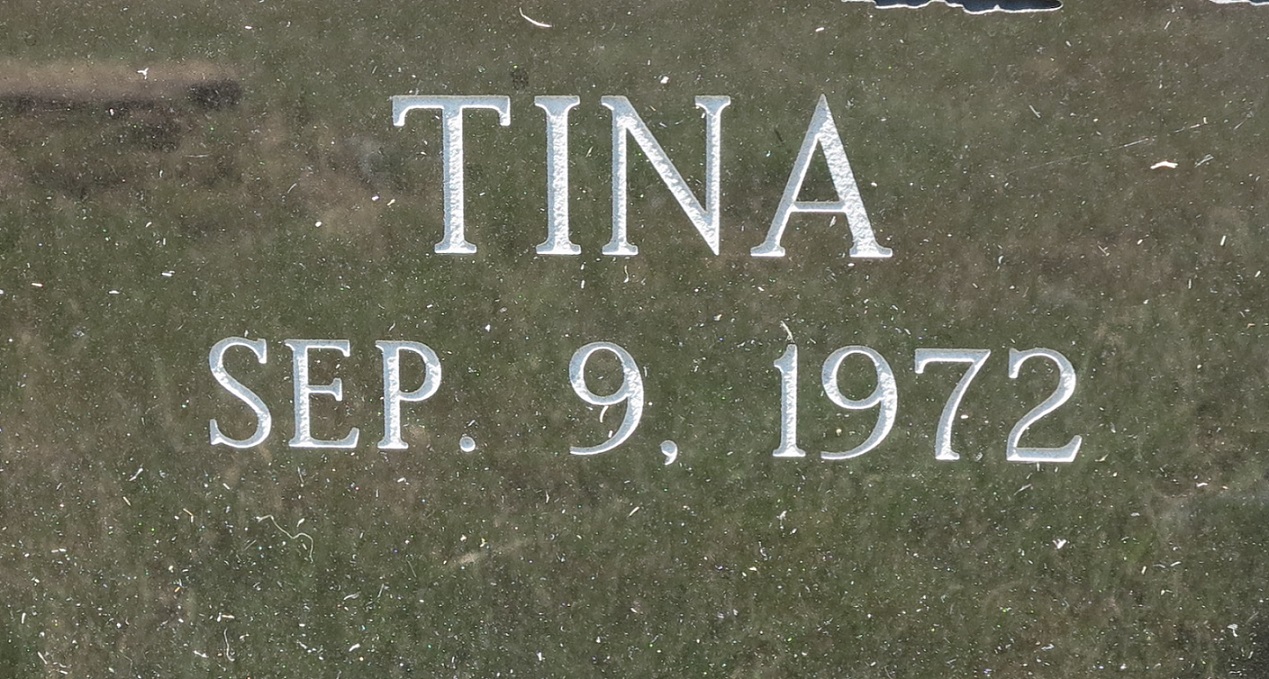 TINA
SEP. 9, 1972